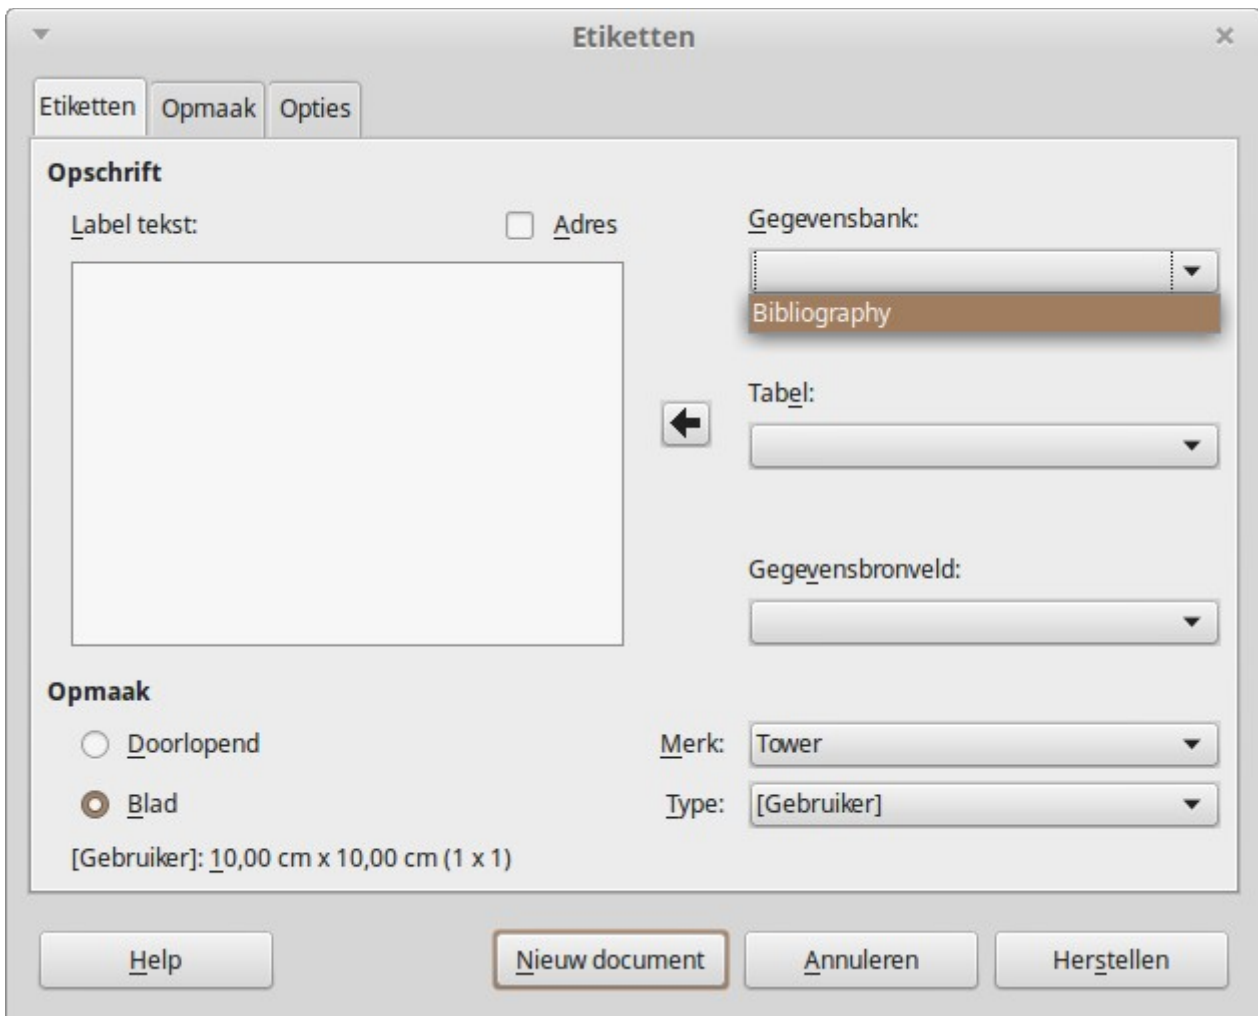 Etiketten
Etiketten Opmaak Opties
Opschrift
Label tekst: Adres
Gegevensbank:
Bibliography
Tabel:
Gegevensbronveld:
Opmaak
Doorlopend
Merk: Tower
Blad
Type: [Gebruiker]
[Gebruiker]: 10,00 cm x 10,00 cm (1 x 1)
Help Nieuw document Annuleren Herstellen